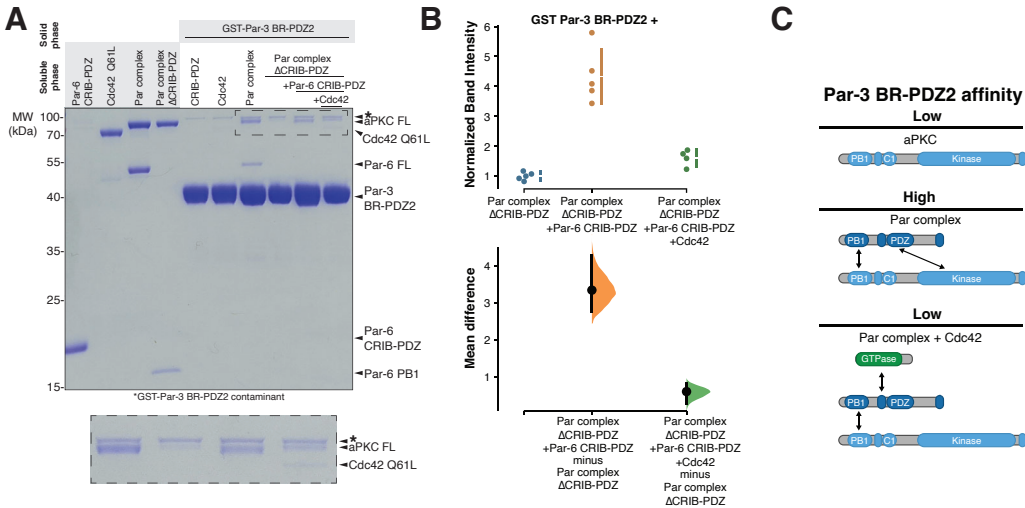 A
Solid
phase
Soluble
phase
GST-Par-3 BR-PDZ2
Par-6
CRIB-PDZ
Cdc42 Q61L
Par complex
Par complex
ΔCRIB-PDZ
CRIB-PDZ
Cdc42
Par complex
Par complex
ΔCRIB-PDZ
+Par-6 CRIB-PDZ
+Cdc42
MW
(kDa)
100
70
55
40
35
25
15
*
aPKC FL
Cdc42 Q61L
Par-6 FL
Par-3
BR-PDZ2
Par-6
CRIB-PDZ
Par-6 PB1
*GST-Par-3 BR-PDZ2 contaminant
*
aPKC FL
Cdc42 Q61L
B
GST Par-3 BR-PDZ2 +
Normalized Band Intensity
6
5
4
3
2
1
Par complex
ΔCRIB-PDZ
Par complex
ΔCRIB-PDZ
+Par-6 CRIB-PDZ
Par complex
ΔCRIB-PDZ
+Par-6 CRIB-PDZ
+Cdc42
Mean difference
4
3
2
1
Par complex
ΔCRIB-PDZ
+Par-6 CRIB-PDZ
minus
Par complex
ΔCRIB-PDZ
Par complex
ΔCRIB-PDZ
+Par-6 CRIB-PDZ
+Cdc42
minus
Par complex
ΔCRIB-PDZ
C
Par-3 BR-PDZ2 affinity
Low
aPKC
PB1 C1 Kinase
High
Par complex
PB1 PDZ
PB1 C1 Kinase
Low
Par complex + Cdc42
GTPase
PB1 PDZ
PB1 C1 Kinase